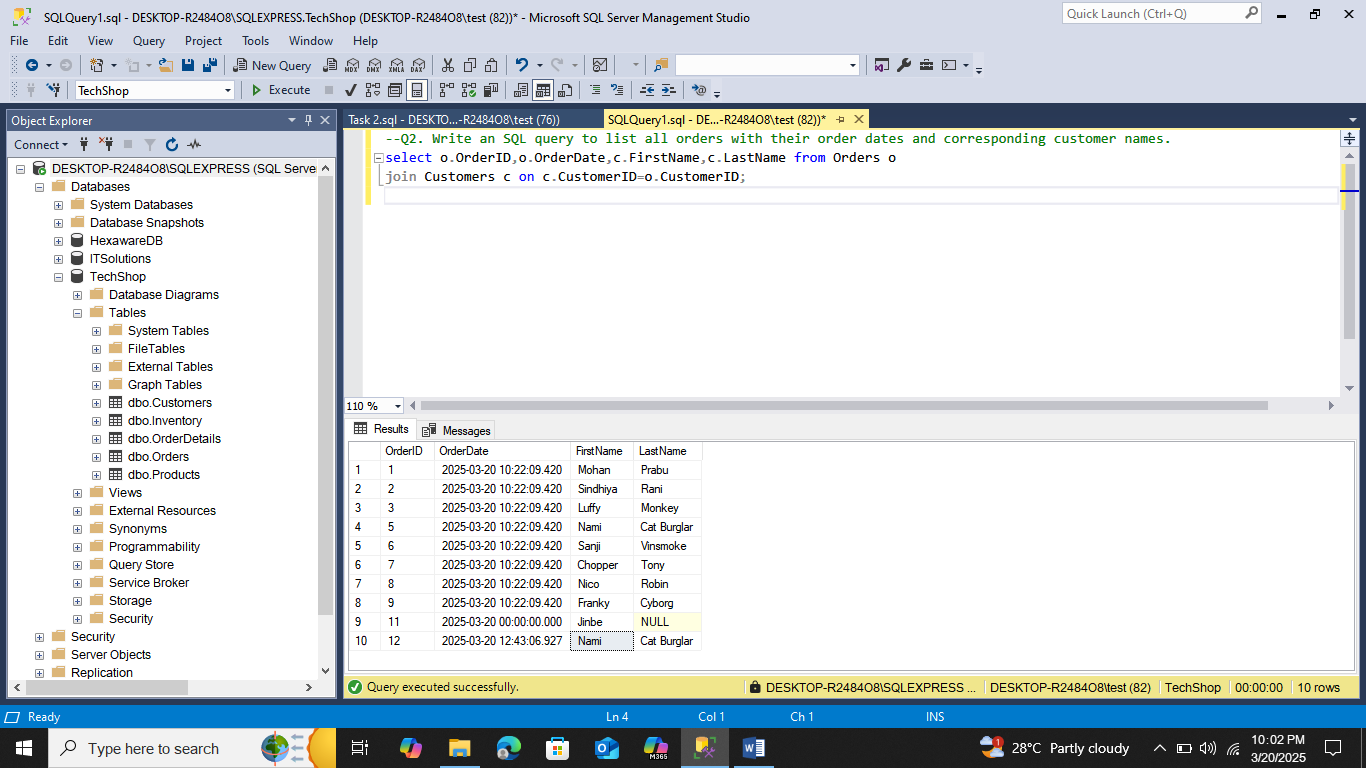 SQLQuery1.sql - DESKTOP-R2484O8\SQLEXPRESS.TechShop (DESKTOP-R2484O8\test (82))* - Microsoft SQL Server Management Studio
Quick Launch (Ctrl+Q)
File Edit View Query Project Tools Window Help
New Query MDX DMX XMLA DAX
TechShop Execute
Object Explorer
Task 2.sql - DESKTO...-R2484O8\test (76)) SQLQuery1.sql - DE...-R2484O8\test (82))*
Connect
DESKTOP-R2484O8\SQLEXPRESS (SQL Server
Databases
System Databases
Database Snapshots
HexawareDB
ITSolutions
TechShop
Database Diagrams
Tables
System Tables
FileTables
External Tables
Graph Tables
dbo.Customers
dbo.Inventory
dbo.OrderDetails
dbo.Orders
dbo.Products
Views
External Resources
Synonyms
Programmability
Query Store
Service Broker
Storage
Security
Security
Server Objects
Replication
--Q2. Write an SQL query to list all orders with their order dates and corresponding customer names.
select o.OrderID,o.OrderDate,c.FirstName,c.LastName from Orders o
join Customers c on c.CustomerID=o.CustomerID;
110 %
Results Messages
OrderID OrderDate FirstName LastName
1 1 2025-03-20 10:22:09.420 Mohan Prabu
2 2 2025-03-20 10:22:09.420 Sindhiya Rani
3 3 2025-03-20 10:22:09.420 Luffy Monkey
4 5 2025-03-20 10:22:09.420 Nami Cat Burglar
5 6 2025-03-20 10:22:09.420 Sanji Vinsmoke
6 7 2025-03-20 10:22:09.420 Chopper Tony
7 8 2025-03-20 10:22:09.420 Nico Robin
8 9 2025-03-20 10:22:09.420 Franky Cyborg
9 11 2025-03-20 00:00:00.000 Jinbe NULL
10 12 2025-03-20 12:43:06.927 Nami Cat Burglar
Query executed successfully. DESKTOP-R2484O8\SQLEXPRESS ... DESKTOP-R2484O8\test (82) TechShop 00:00:00 10 rows
Ready Ln 4 Col 1 Ch 1 INS
Type here to search M365 1 28°C Partly cloudy 10:02 PM
3/20/2025